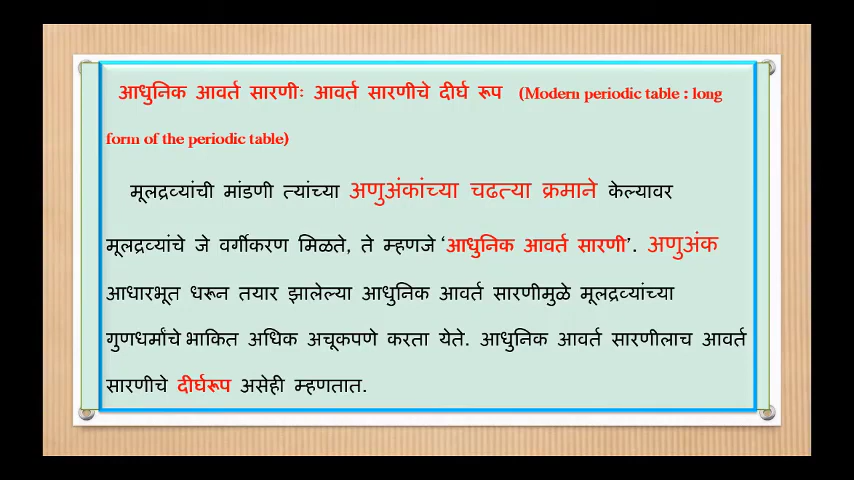 आधुनिक आवर्त सारणीः आवर्त सारणीचे दीर्घ रूप (Modern periodic table : long
form of the periodic table)
मूलद्रव्यांची मांडणी त्यांच्या अणुअंकांच्या चढत्या क्रमाने केल्यावर
मूलद्रव्यांचे जे वर्गीकरण मिळते, ते म्हणजे ‘आधुनिक आवर्त सारणी’. अणुअंक
आधारभूत धरून तयार झालेल्या आधुनिक आवर्त सारणीमुळे मूलद्रव्यांच्या
गुणधर्मांचे भाकित अधिक अचूकपणे करता येते. आधुनिक आवर्त सारणीलाच आवर्त
सारणीचे दीर्घरूप असेही म्हणतात.